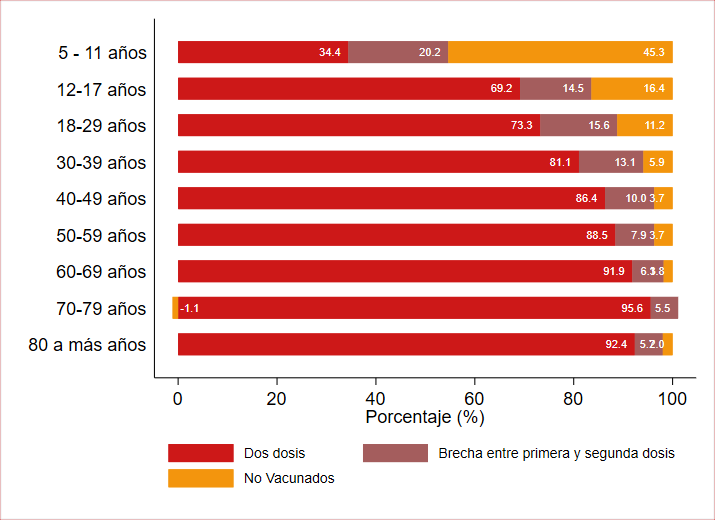 5 - 11 años 34.4 20.2 45.3
12-17 años 69.2 14.5 16.4
18-29 años 73.3 15.6 11.2
30-39 años 81.1 13.1 5.9
40-49 años 86.4 10.0 3.7
50-59 años 88.5 7.9 3.7
60-69 años 91.9
70-79 años -1.1 95.6 5.5
80 a más años 92.4
0 20 40 60 80 100
Porcentaje (%)
Dos dosis Brecha entre primera y segunda dosis
No Vacunados